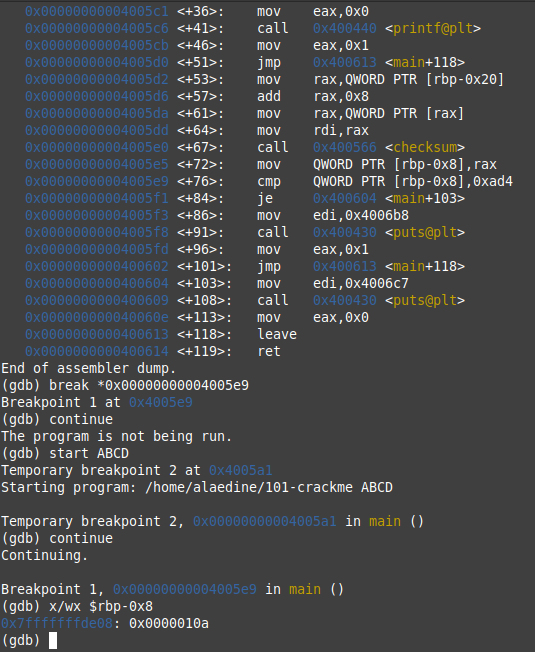 0x00000000004005c1 <+36>: mov eax,0x0
0x00000000004005c6 <+41>: call 0x400440 <printf@plt>
0x00000000004005cb <+46>: mov eax,0x1
0x00000000004005d0 <+51>: jmp 0x400613 <main+118>
0x00000000004005d2 <+53>: mov rax,QWORD PTR [rbp-0x20]
0x00000000004005d6 <+57>: add rax,0x8
0x00000000004005da <+61>: mov rax,QWORD PTR [rax]
0x00000000004005dd <+64>: mov rdi,rax
0x00000000004005e0 <+67>: call 0x400566 <checksum>
0x00000000004005e5 <+72>: mov QWORD PTR [rbp-0x8],rax
0x00000000004005e9 <+76>: cmp QWORD PTR [rbp-0x8],0xad4
0x00000000004005f1 <+84>: je 0x400604 <main+103>
0x00000000004005f3 <+86>: mov edi,0x4006b8
0x00000000004005f8 <+91>: call 0x400430 <puts@plt>
0x00000000004005fd <+96>: mov eax,0x1
0x0000000000400602 <+101>: jmp 0x400613 <main+118>
0x0000000000400604 <+103>: mov edi,0x4006c7
0x0000000000400609 <+108>: call 0x400430 <puts@plt>
0x000000000040060e <+113>: mov eax,0x0
0x0000000000400613 <+118>: leave
0x0000000000400614 <+119>: ret
End of assembler dump.
(gdb) break *0x00000000004005e9
Breakpoint 1 at 0x4005e9
(gdb) continue
The program is not being run.
(gdb) start ABCD
Temporary breakpoint 2 at 0x4005a1
Starting program: /home/alaedine/101-crackme ABCD
Temporary breakpoint 2, 0x00000000004005a1 in main ()
(gdb) continue
Continuing.
Breakpoint 1, 0x00000000004005e9 in main ()
(gdb) x/wx $rbp-0x8
0x7fffffffde08: 0x0000010a
(gdb)